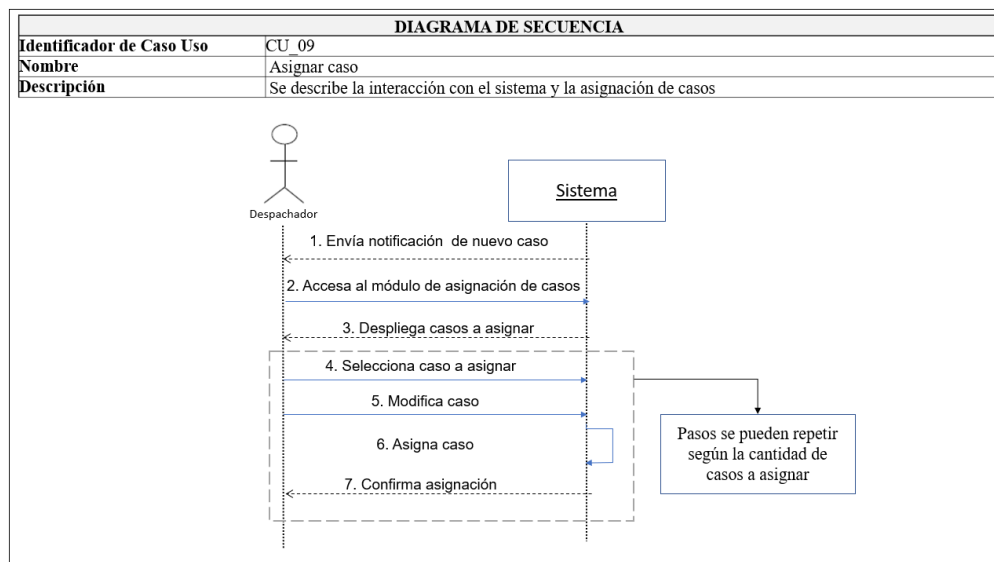 DIAGRAMA DE SECUENCIA
Identificador de Caso Uso CU_09
Nombre Asignar caso
Descripción Se describe la interacción con el sistema y la asignación de casos
Despachador
Sistema
1. Envía notificación de nuevo caso
2. Accesa al módulo de asignación de casos
3. Despliega casos a asignar
4. Selecciona caso a asignar
5. Modifica caso
6. Asigna caso
7. Confirma asignación
Pasos se pueden repetir
según la cantidad de
casos a asignar